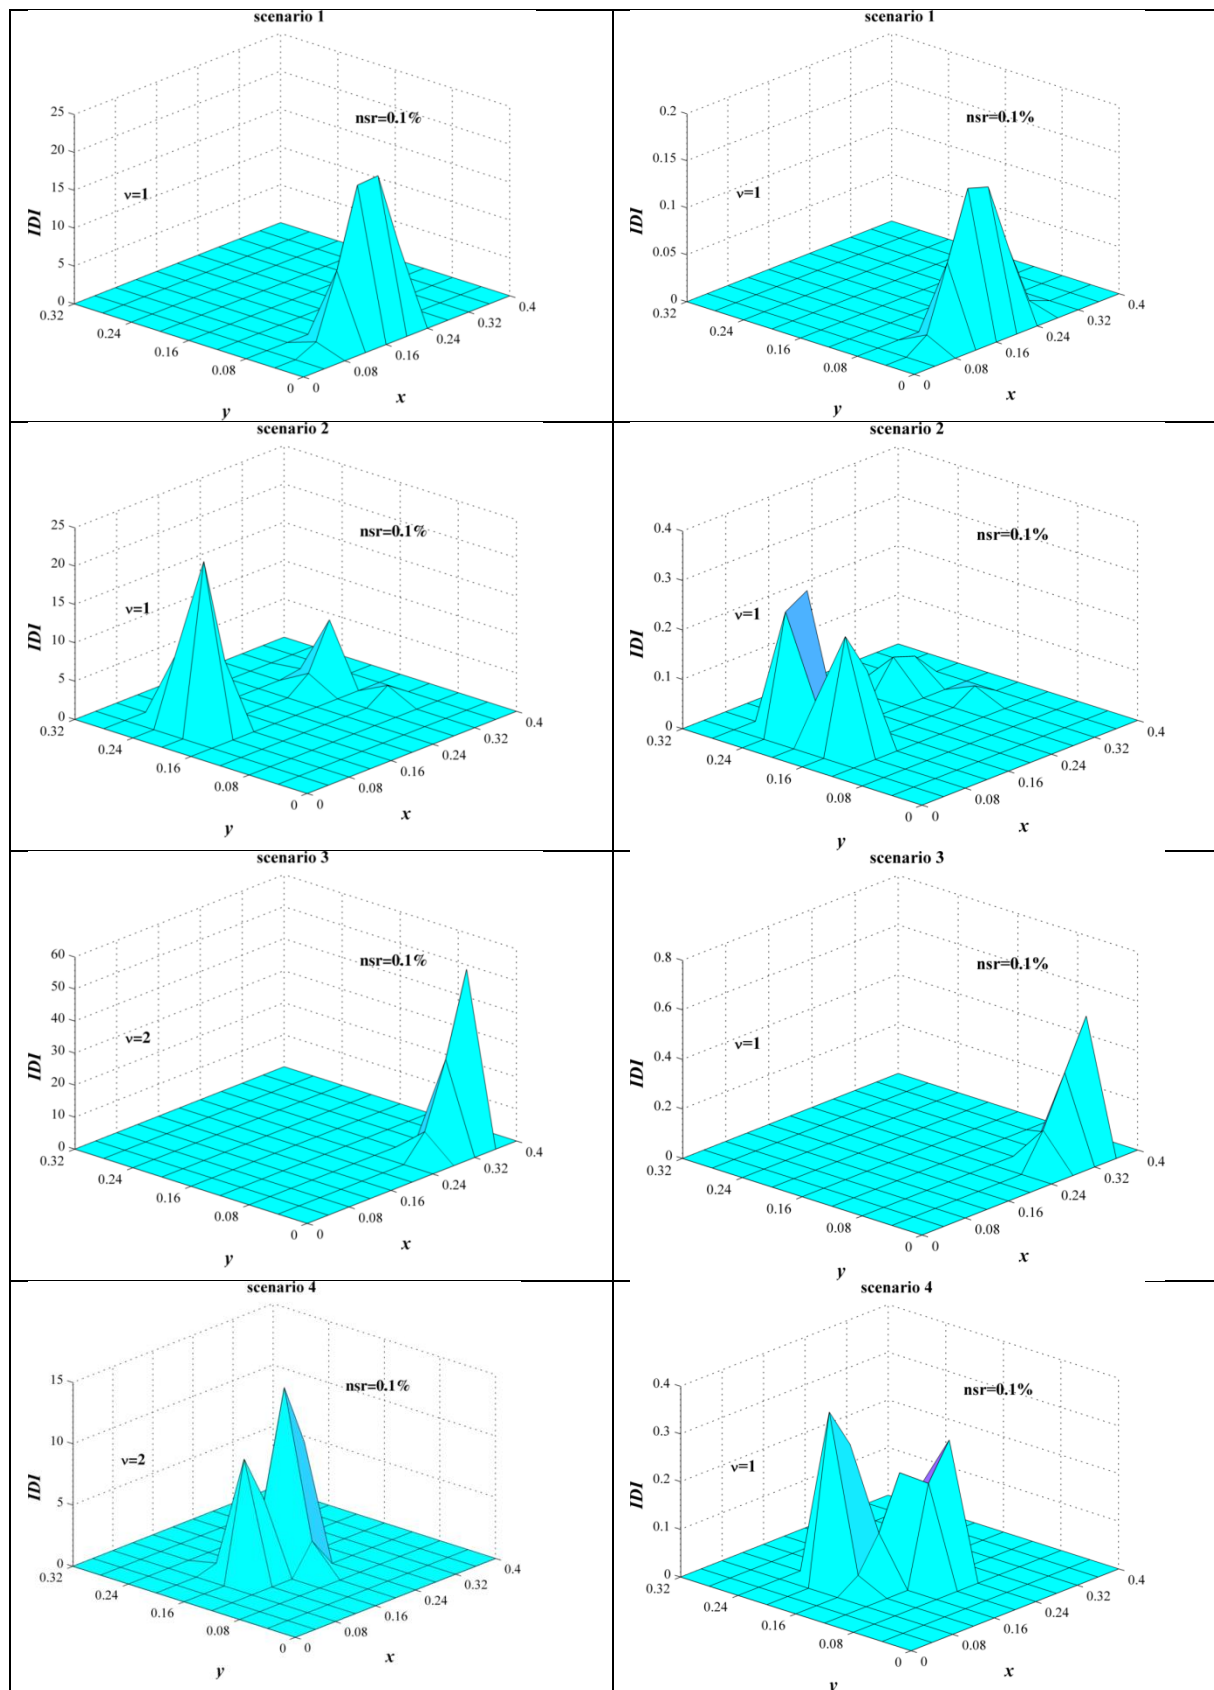 scenario 1
nsr=0.1%
ν=1
IDI
25
20
15
10
5
0
0.32
0.24
0.16
0.08
0
0
0.08
0.16
0.24
0.32
0.4
y
x
scenario 1
nsr=0.1%
ν=1
IDI
0.2
0.15
0.1
0.05
0
0.32
0.24
0.16
0.08
0
0
0.08
0.16
0.24
0.32
0.4
y
x
scenario 2
nsr=0.1%
ν=1
IDI
25
20
15
10
5
0
0.32
0.24
0.16
0.08
0
0
0.08
0.16
0.24
0.32
0.4
y
x
scenario 2
nsr=0.1%
ν=1
IDI
0.4
0.3
0.2
0.1
0
0.32
0.24
0.16
0.08
0
0
0.08
0.16
0.24
0.32
0.4
y
x
scenario 3
nsr=0.1%
ν=2
IDI
60
50
40
30
20
10
0
0.32
0.24
0.16
0.08
0
0
0.08
0.16
0.24
0.32
0.4
y
x
scenario 3
nsr=0.1%
ν=1
IDI
0.8
0.6
0.4
0.2
0
0.32
0.24
0.16
0.08
0
0
0.08
0.16
0.24
0.32
0.4
y
x
scenario 4
nsr=0.1%
ν=2
IDI
15
10
5
0
0.32
0.24
0.16
0.08
0
0
0.08
0.16
0.24
0.32
0.4
y
x
scenario 4
nsr=0.1%
ν=1
IDI
0.4
0.3
0.2
0.1
0
0.32
0.24
0.16
0.08
0
0
0.08
0.16
0.24
0.32
0.4
y
x